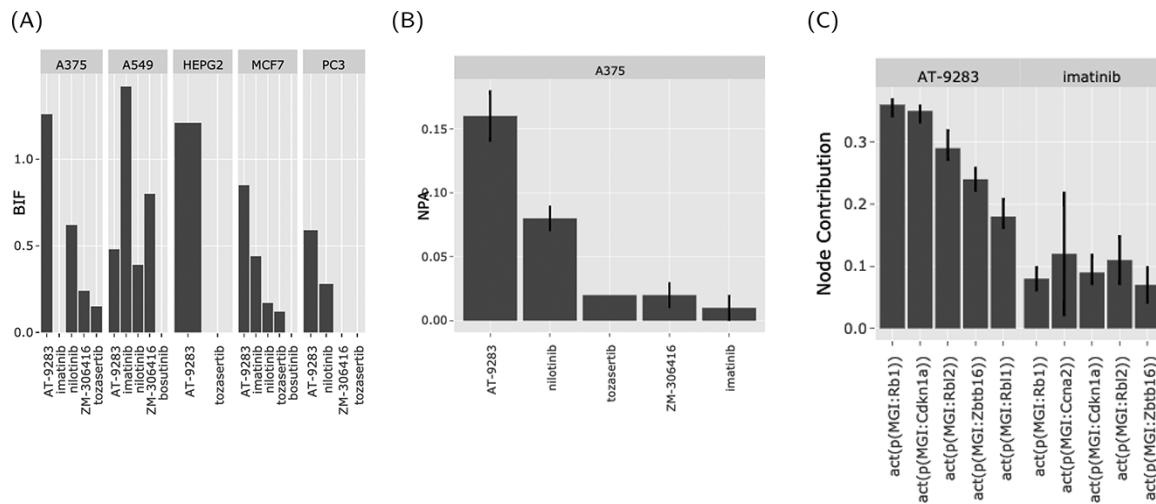 (A)
A375 A549 HEPG2 MCF7 PC3
BIF
1.0
0.5
0.0
AT-9283
imatinib
nilotinib
ZM-306416
tozasertib
AT-9283
imatinib
nilotinib
ZM-306416
bosutinib
AT-9283
tozasertib
AT-9283
imatinib
nilotinib
tozasertib
bosutinib
AT-9283
nilotinib
ZM-306416
tozasertib
(B)
A375
NPA
0.15
0.10
0.05
0.00
AT-9283
nilotinib
tozasertib
ZM-306416
imatinib
(C)
AT-9283 imatinib
Node Contribution
0.3
0.2
0.1
0.0
act(p(MGI:Rb1))
act(p(MGI:Cdkn1a))
act(p(MGI:Rbl2))
act(p(MGI:Zbtb16))
act(p(MGI:Rbl1))
act(p(MGI:Rb1))
act(p(MGI:Ccna2))
act(p(MGI:Cdkn1a))
act(p(MGI:Rbl2))
act(p(MGI:Zbtb16))